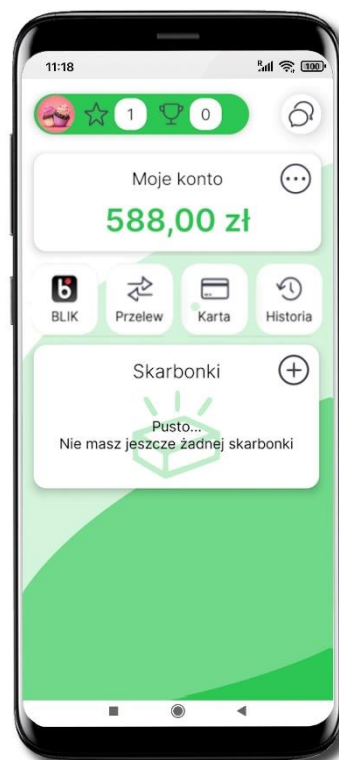 11:18
R
100
1
0
Moje konto
588,00 zł
b
BLIK
Przelew
Karta
Historia
Skarbonki
Pusto...
Nie masz jeszcze żadnej skarbonki